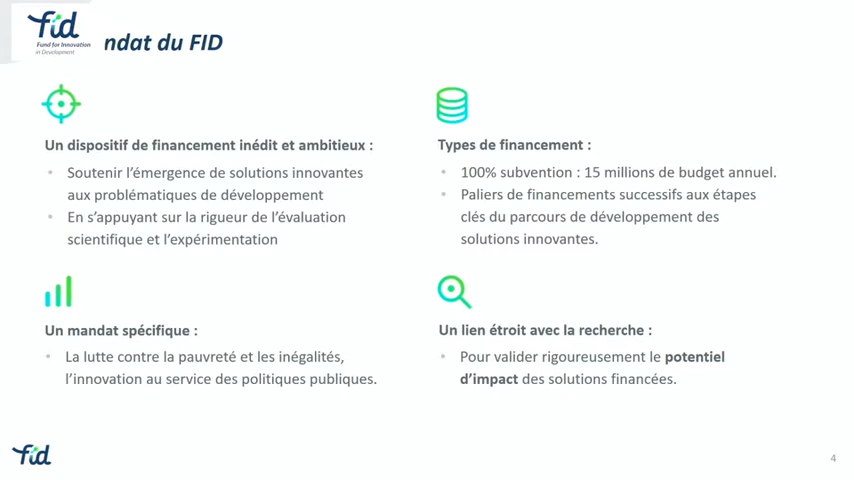 fid
Fund for Innovation
in Development
ndat du FID
Un dispositif de financement inédit et ambitieux :
• Soutenir l’émergence de solutions innovantes
aux problématiques de développement
• En s’appuyant sur la rigueur de l’évaluation
scientifique et l’expérimentation
Types de financement :
• 100% subvention : 15 millions de budget annuel.
• Paliers de financements successifs aux étapes
clés du parcours de développement des
solutions innovantes.
Un mandat spécifique :
• La lutte contre la pauvreté et les inégalités,
l’innovation au service des politiques publiques.
Un lien étroit avec la recherche :
• Pour valider rigoureusement le potentiel
d’impact des solutions financées.
fid
4